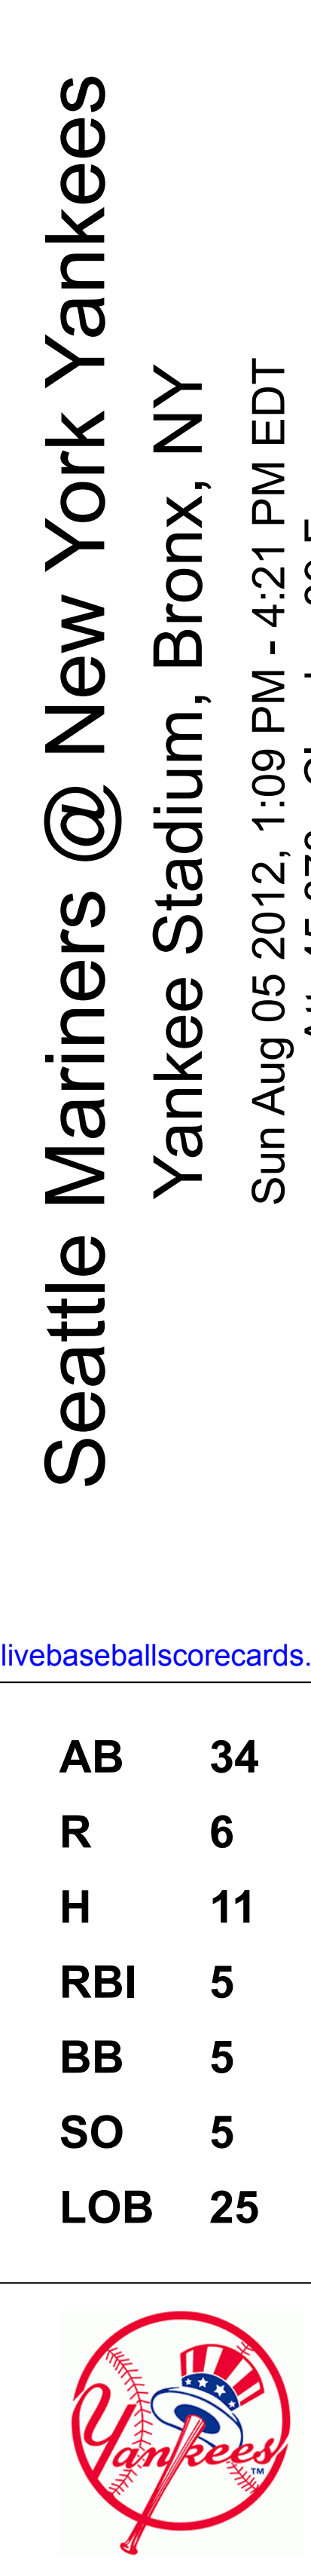 Seattle Mariners @ New York Yankees
Yankee Stadium, Bronx, NY
Sun Aug 05 2012, 1:09 PM - 4:21 PM EDT
livebaseballscorecards.
AB 34
R 6
H 11
RBI 5
BB 5
SO 5
LOB 25
Yankees
TM